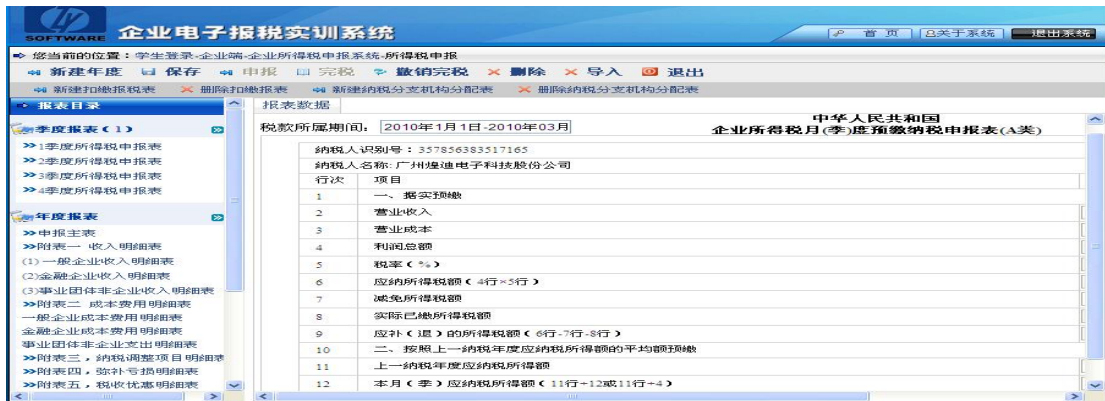 SOFTWARE 企业电子报税实训系统
首 页 关于系统 退出系统
您当前的位置：学生登录-企业端-企业所得税申报系统-所得税申报
新建年度 保存 申报 完税 撤销完税 删除 导入 退出
新建扣缴报税表 删除扣缴报表 新建纳税分支机构分配表 删除纳税分支机构分配表
报表目录
报表数据
季度报表（1）
>>1季度所得税申报表
>>2季度所得税申报表
>>3季度所得税申报表
>>4季度所得税申报表
年度报表
>>申报主表
>>附表一 收入明细表
(1)一般企业收入明细表
(2)金融企业收入明细表
(3)事业团体非企业收入明细表
>>附表二 成本费用明细表
一般企业成本费用明细表
金融企业成本费用明细表
事业团体非企业支出明细表
>>附表三，纳税调整项目明细表
>>附表四，弥补亏损明细表
>>附表五，税收优惠明细表
税款所属期间： 2010年1月1日-2010年03月
中华人民共和国
企业所得税月(季)度预缴纳税申报表(A类)
纳税人识别号：357856383517165
纳税人名称:广州煌迪电子科技股份公司
行次 项目
1 一、据实预缴
2 营业收入
3 营业成本
4 利润总额
5 税率（%）
6 应纳所得税额（4行×5行）
7 减免所得税额
8 实际已缴所得税额
9 应补（退）的所得税额（6行-7行-8行）
10 二、按照上一纳税年度应纳税所得额的平均额预缴
11 上一纳税年度应纳税所得额
12 本月（季）应纳税所得额（11行÷12或11行÷4）